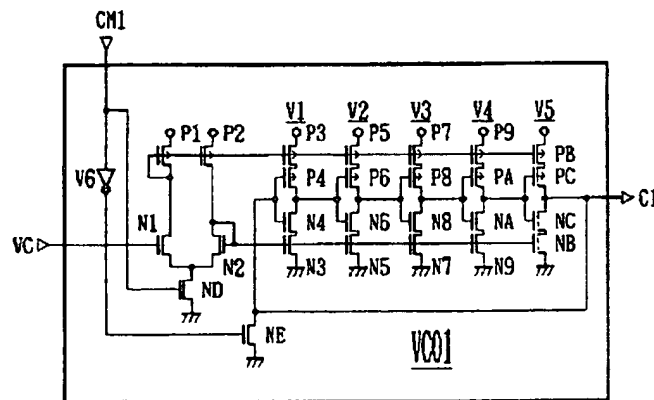 CM1
V1 V2 V3 V4 V5
P1 P2 P3 P5 P7 P9 PB
V6 P4 P6 P8 PA PC
VC N1 N2 N4 N6 N8 NA NC C1
N3 N5 N7 N9 NB
ND
NE
VCO1